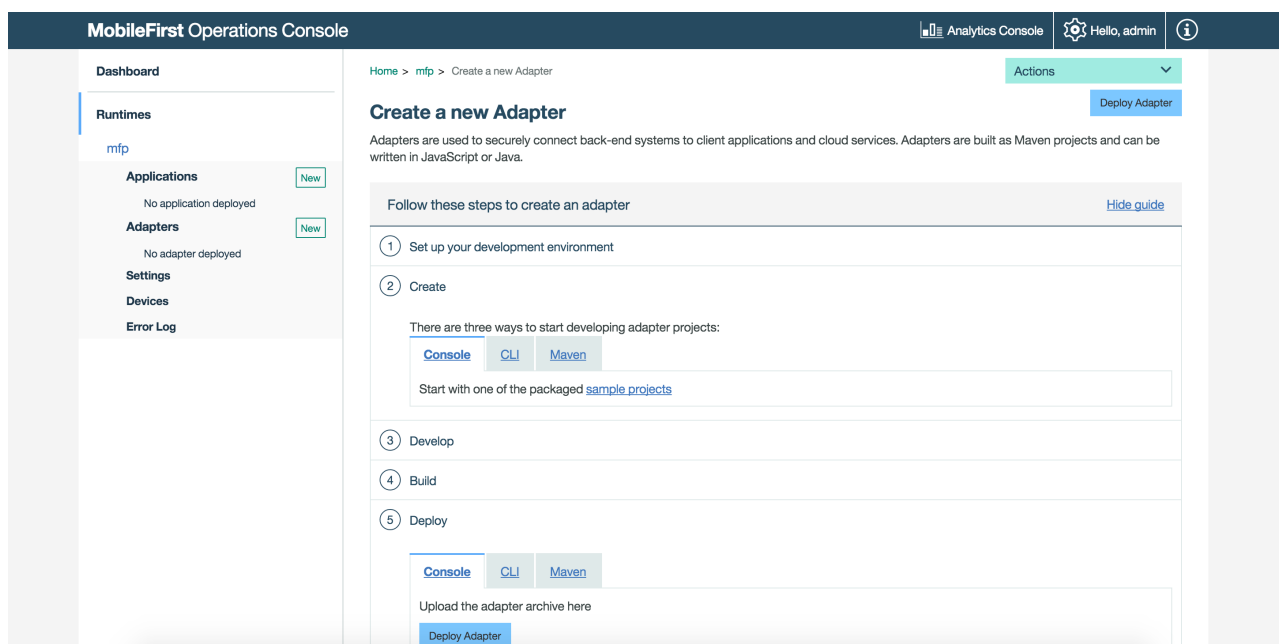 MobileFirst Operations Console
Analytics Console
Hello, admin
Dashboard
Runtimes
mfp
Applications
New
No application deployed
Adapters
New
No adapter deployed
Settings
Devices
Error Log
Home > mfp > Create a new Adapter
Actions
Deploy Adapter
Create a new Adapter
Adapters are used to securely connect back-end systems to client applications and cloud services. Adapters are built as Maven projects and can be
written in JavaScript or Java.
Follow these steps to create an adapter
Hide guide
1 Set up your development environment
2 Create
There are three ways to start developing adapter projects:
Console CLI Maven
Start with one of the packaged sample projects
3 Develop
4 Build
5 Deploy
Console CLI Maven
Upload the adapter archive here
Deploy Adapter